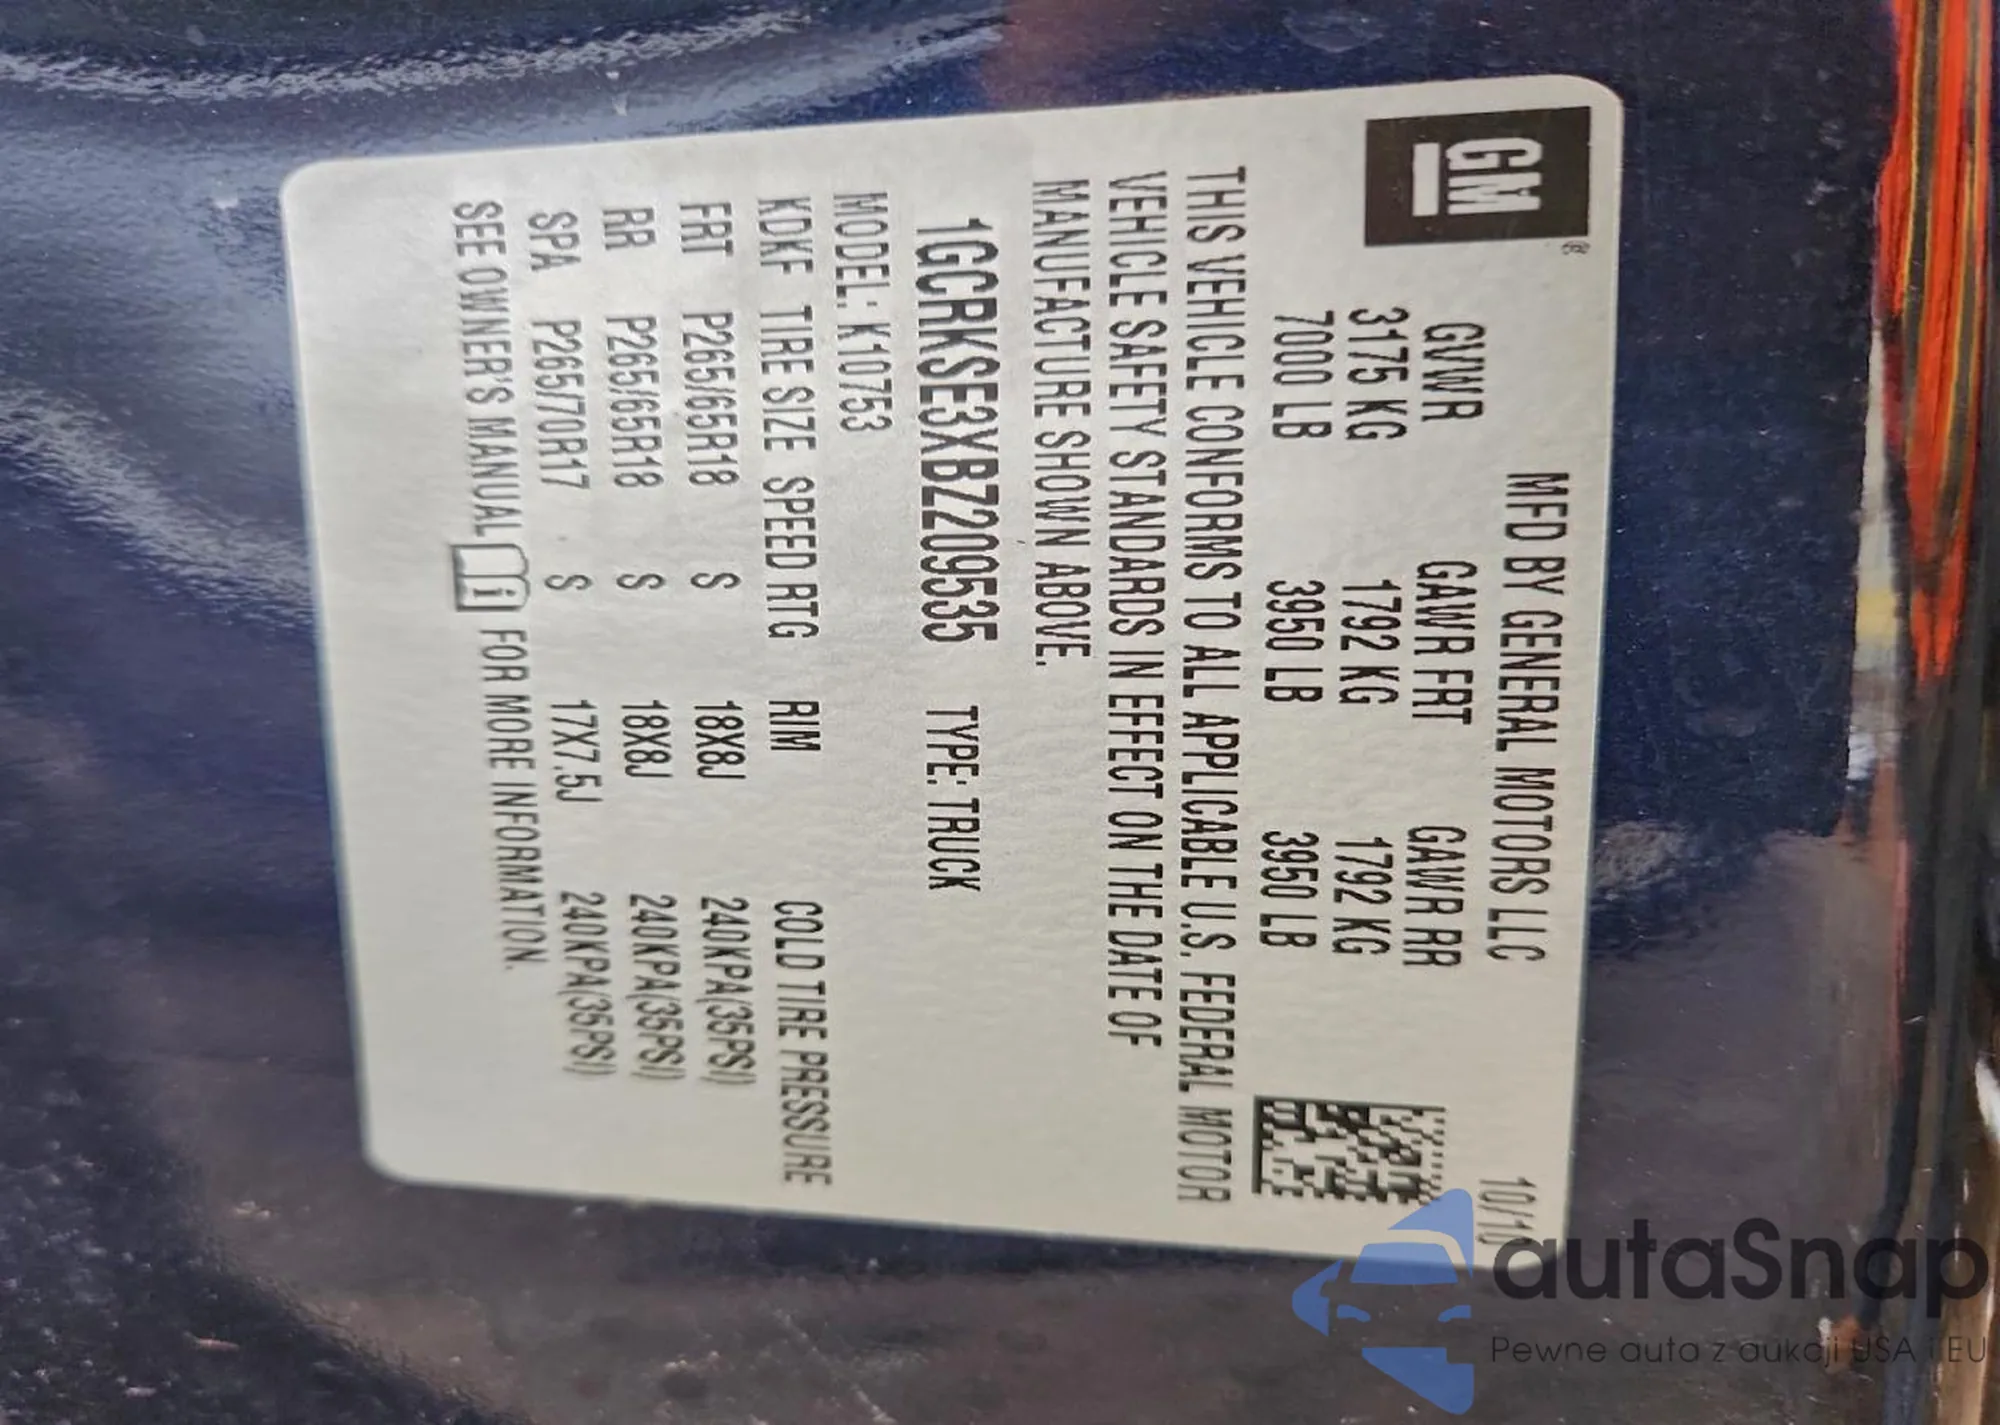 GM®
MFD BY GENERAL MOTORS LLC 10/10
GVWR GAWR FRT GAWR RR
3175 KG 1792 KG 1792 KG
7000 LB 3950 LB 3950 LB
THIS VEHICLE CONFORMS TO ALL APPLICABLE U.S. FEDERAL MOTOR
VEHICLE SAFETY STANDARDS IN EFFECT ON THE DATE OF
MANUFACTURE SHOWN ABOVE.
1GCRKSE3XBZ209535 TYPE: TRUCK
MODEL: K10753
KDKF TIRE SIZE SPEED RTG RIM COLD TIRE PRESSURE
FRT P265/65R18 S 18X8J 240KPA(35PSI)
RR P265/65R18 S 18X8J 240KPA(35PSI)
SPA P265/70R17 S 17X7.5J 240KPA(35PSI)
SEE OWNER'S MANUAL i FOR MORE INFORMATION.
autaSnap
Pewne auta z aukcji USA i EU